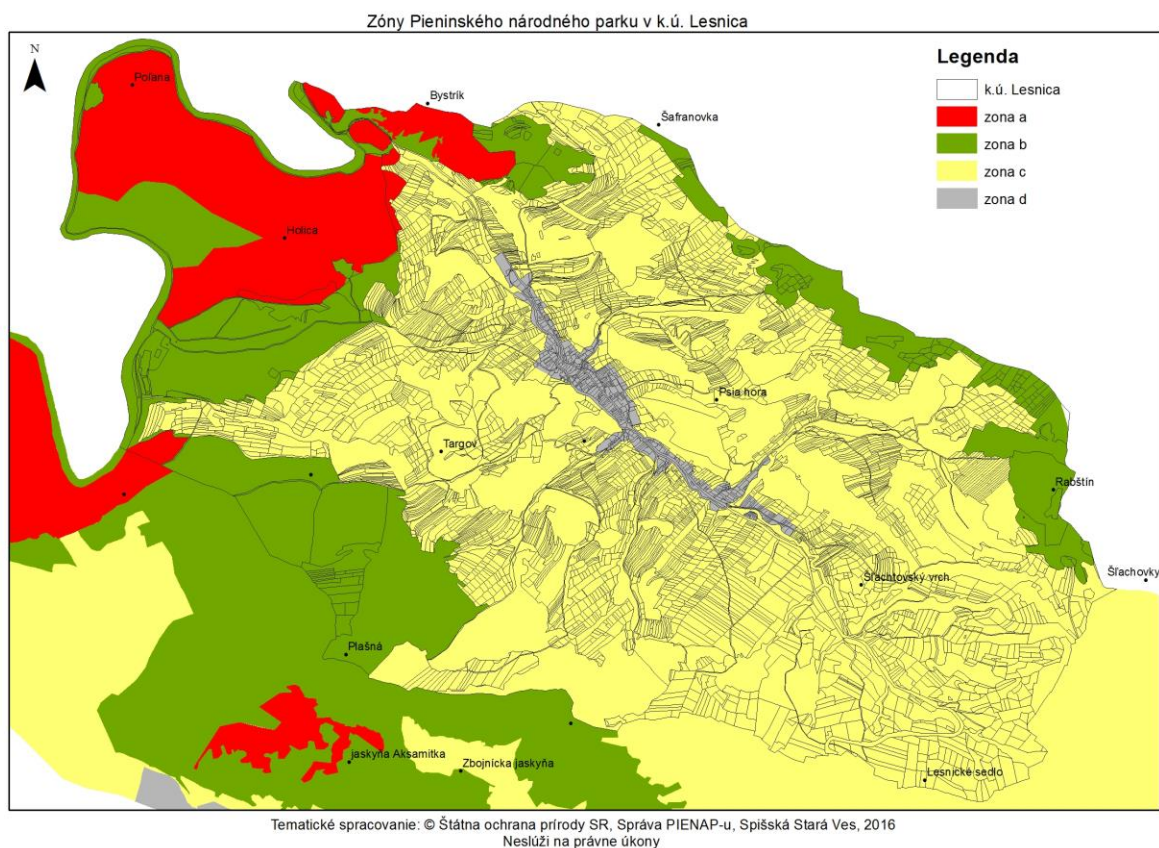 Zóny Pieninského národného parku v k.ú. Lesnica
N
Legenda
k.ú. Lesnica
zona a
zona b
zona c
zona d
Poľana
Bystrík
Šafranovka
Holica
Psia hora
Targov
Rabštín
Šľachovky
Šľachtovský vrch
Plašná
jaskyňa Aksamitka
Zbojnícka jaskyňa
Lesnické sedlo
Tematické spracovanie: © Štátna ochrana prírody SR, Správa PIENAP-u, Spišská Stará Ves, 2016
Neslúži na právne úkony